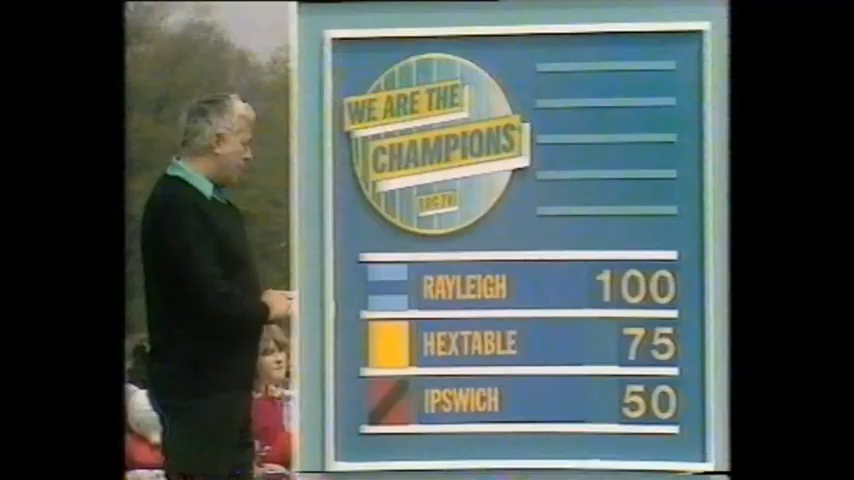 WE ARE THE
CHAMPIONS
RAYLEIGH 100
HEXTABLE 75
IPSWICH 50